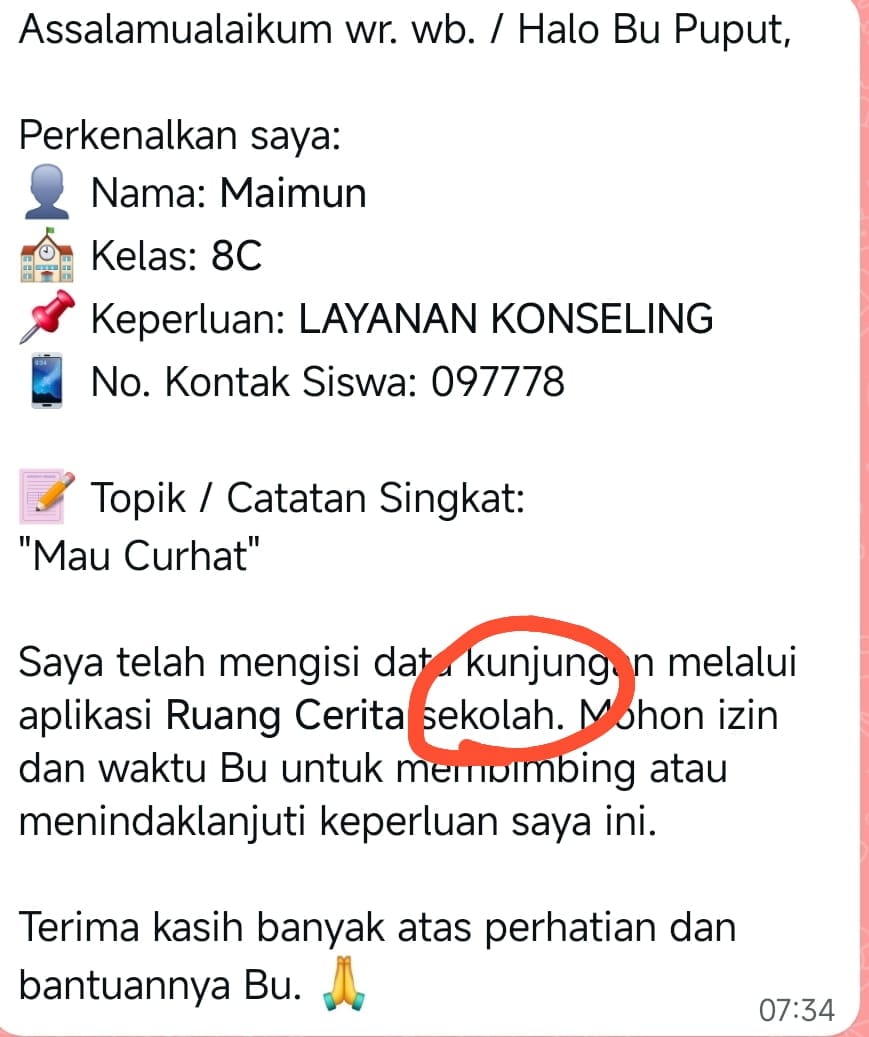 Assalamualaikum wr. wb. / Halo Bu Puput,
Perkenalkan saya:
👤 Nama: Maimun
🏫 Kelas: 8C
📌 Keperluan: LAYANAN KONSELING
📱 No. Kontak Siswa: 097778
📝 Topik / Catatan Singkat:
"Mau Curhat"
Saya telah mengisi data kunjungan melalui
aplikasi Ruang Cerita sekolah. Mohon izin
dan waktu Bu untuk membimbing atau
menindaklanjuti keperluan saya ini.
Terima kasih banyak atas perhatian dan
bantuannya Bu. 🙏
07:34